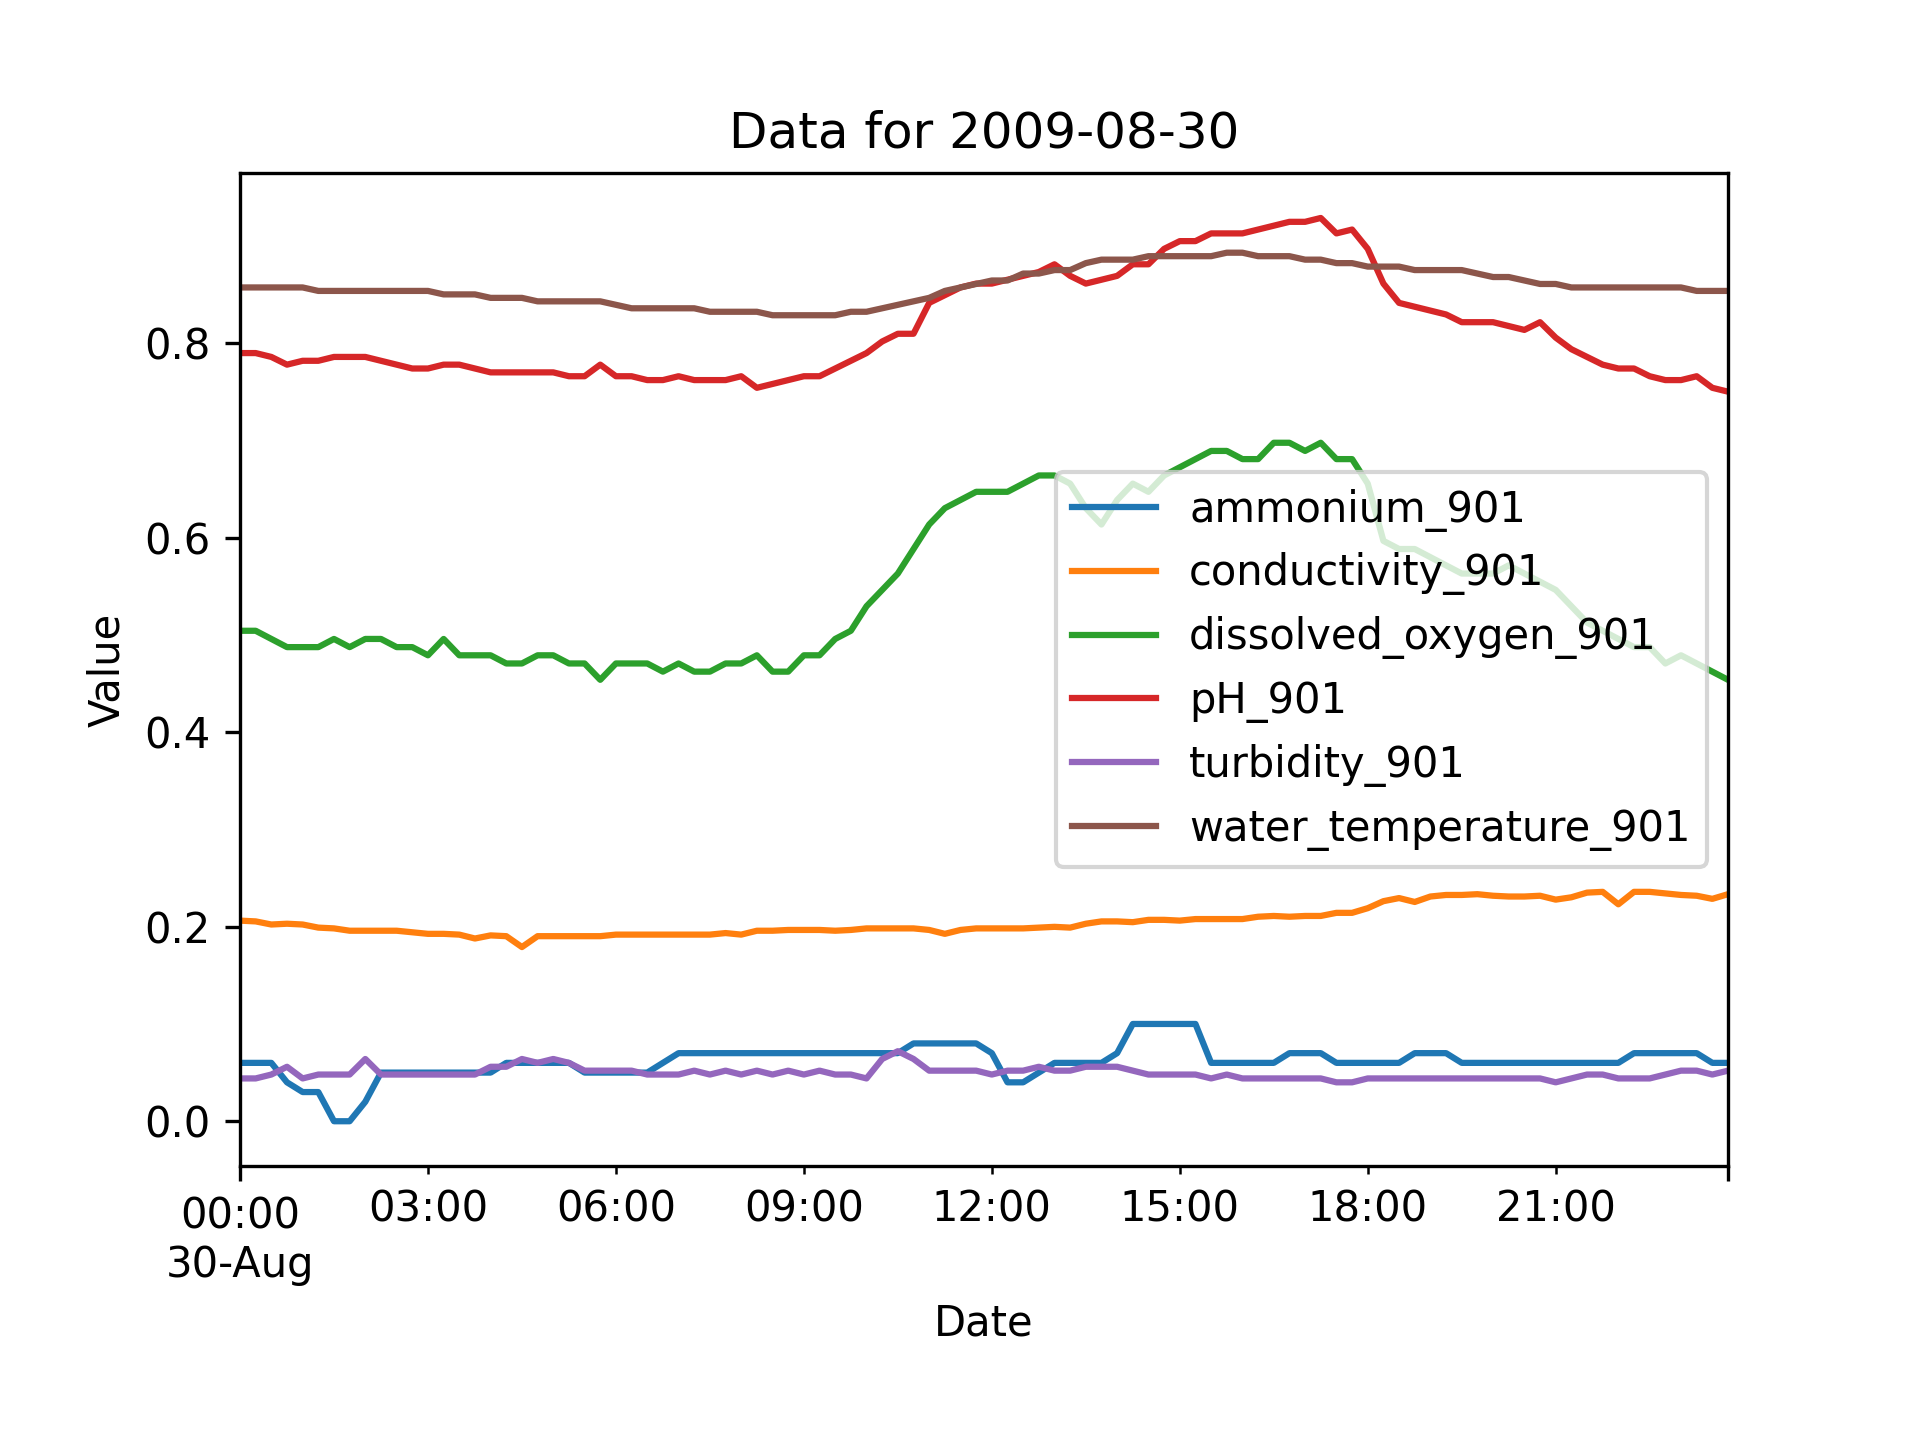 Data for 2009-08-30
0.8
0.6
0.4
0.2
0.0
Value
ammonium_901
conductivity_901
dissolved_oxygen_901
pH_901
turbidity_901
water_temperature_901
00:00 03:00 06:00 09:00 12:00 15:00 18:00 21:00
30-Aug
Date